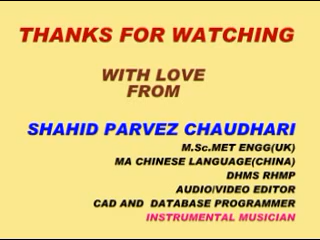 THANKS FOR WATCHING
WITH LOVE
FROM
SHAHID PARVEZ CHAUDHARI
M.Sc.MET ENGG(UK)
MA CHINESE LANGUAGE(CHINA)
DHMS RHMP
AUDIO/VIDEO EDITOR
CAD AND DATABASE PROGRAMMER
INSTRUMENTAL MUSICIAN